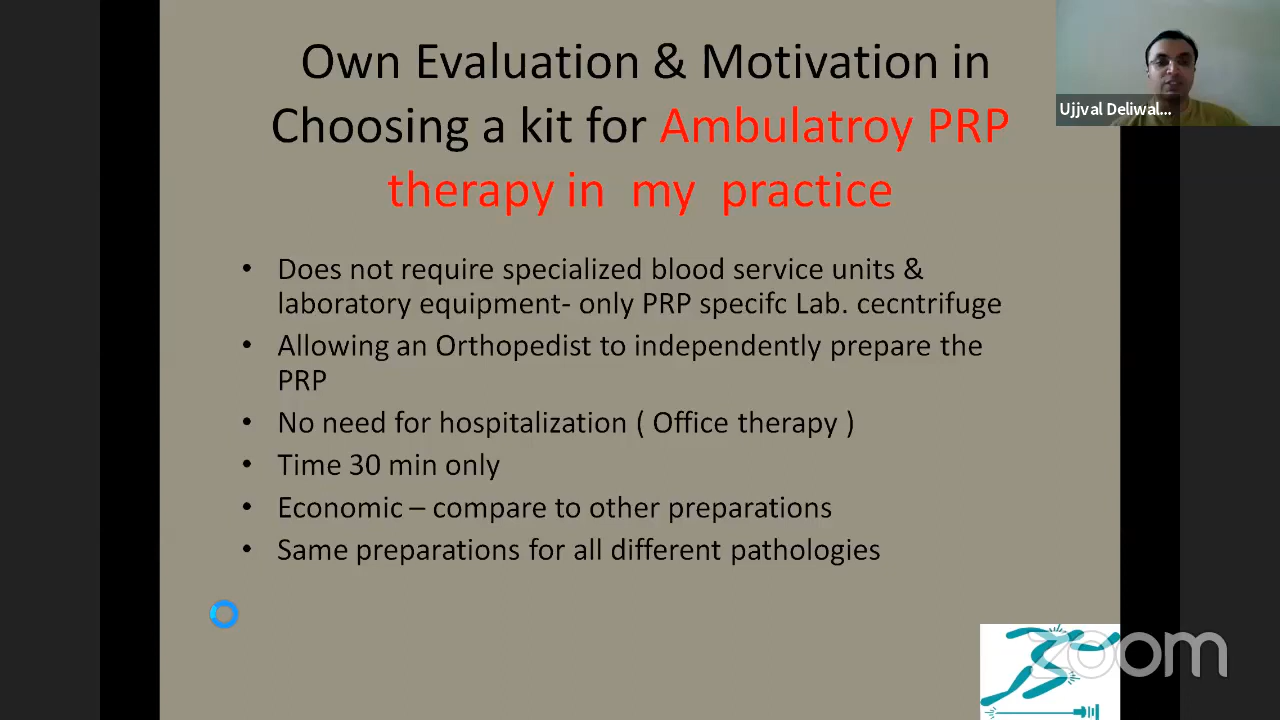 Own Evaluation & Motivation in
Choosing a kit for Ambulatroy PRP
therapy in my practice
Ujjval Deliwal...
• Does not require specialized blood service units &
laboratory equipment- only PRP specifc Lab. cecntrifuge
• Allowing an Orthopedist to independently prepare the
PRP
• No need for hospitalization ( Office therapy )
• Time 30 min only
• Economic – compare to other preparations
• Same preparations for all different pathologies
zoom